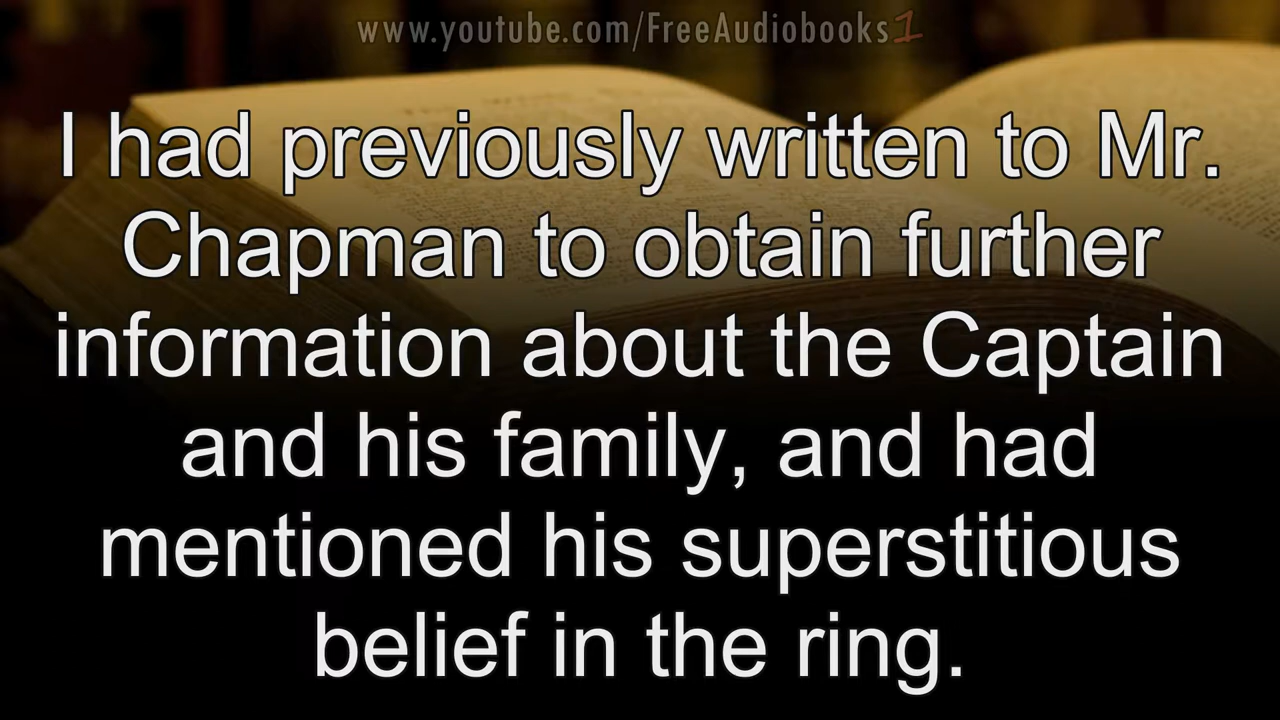 www.youtube.com/FreeAudiobooks1
I had previously written to Mr.
Chapman to obtain further
information about the Captain
and his family, and had
mentioned his superstitious
belief in the ring.